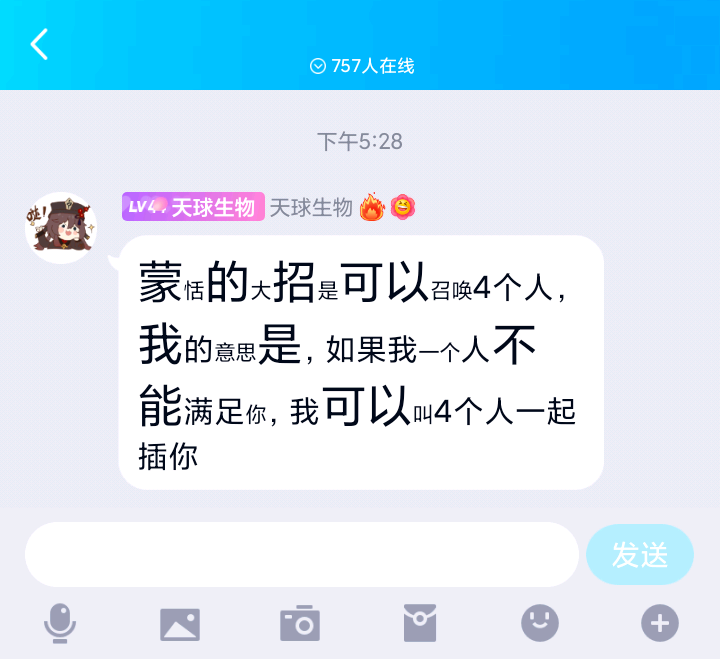 757人在线
下午5:28
LV4 天球生物 天球生物
蒙恬的大招是可以召唤4个人，
我的意思是，如果我一个人不
能满足你，我可以叫4个人一起
插你
发送